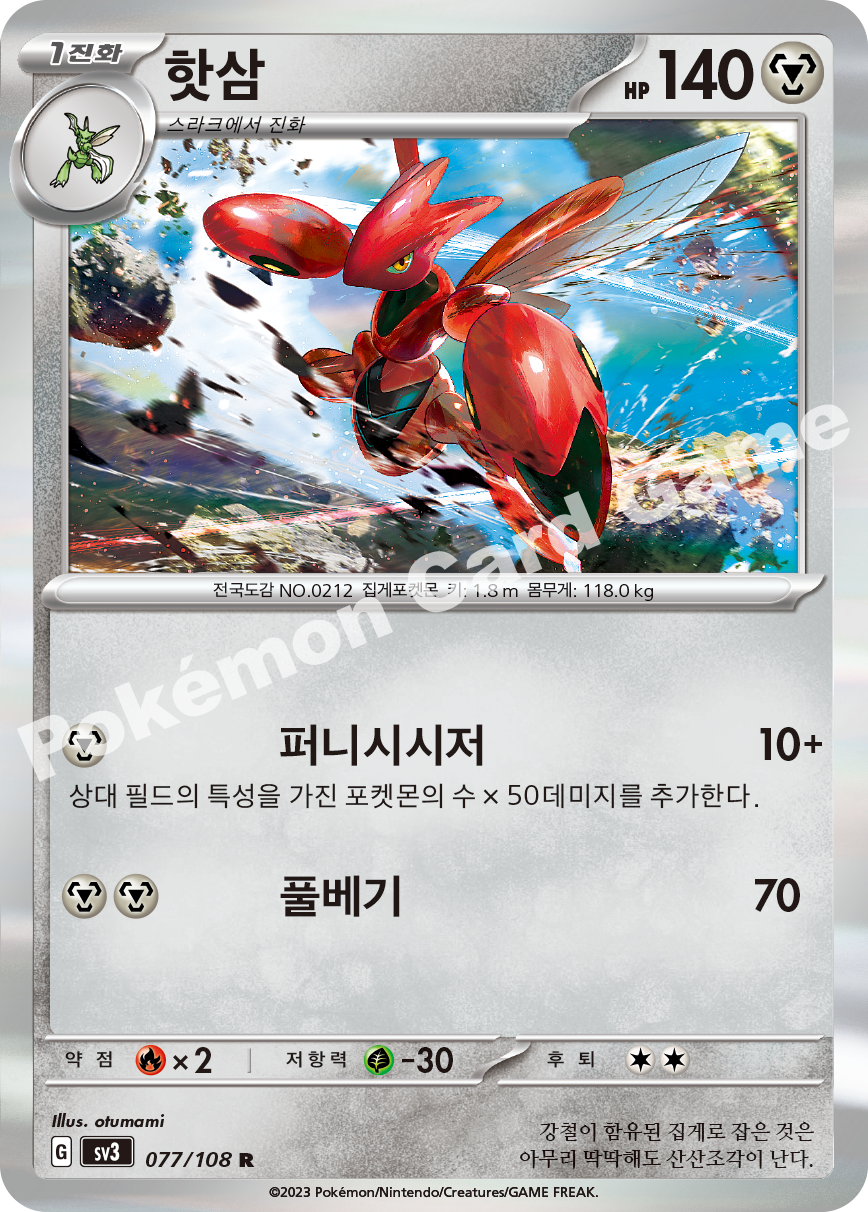 1진화 핫삼 HP 140
스라크에서 진화
전국도감 NO.0212 집게포켓몬 키: 1.8 m 몸무게: 118.0 kg
Pokémon Card Game
퍼니시시저 10+
상대 필드의 특성을 가진 포켓몬의 수 × 50데미지를 추가한다.
풀베기 70
약점 ×2 저항력 -30 후퇴
Illus. otumami
G sv3 077/108 R
강철이 함유된 집게로 잡은 것은
아무리 딱딱해도 산산조각이 난다.
©2023 Pokémon/Nintendo/Creatures/GAME FREAK.